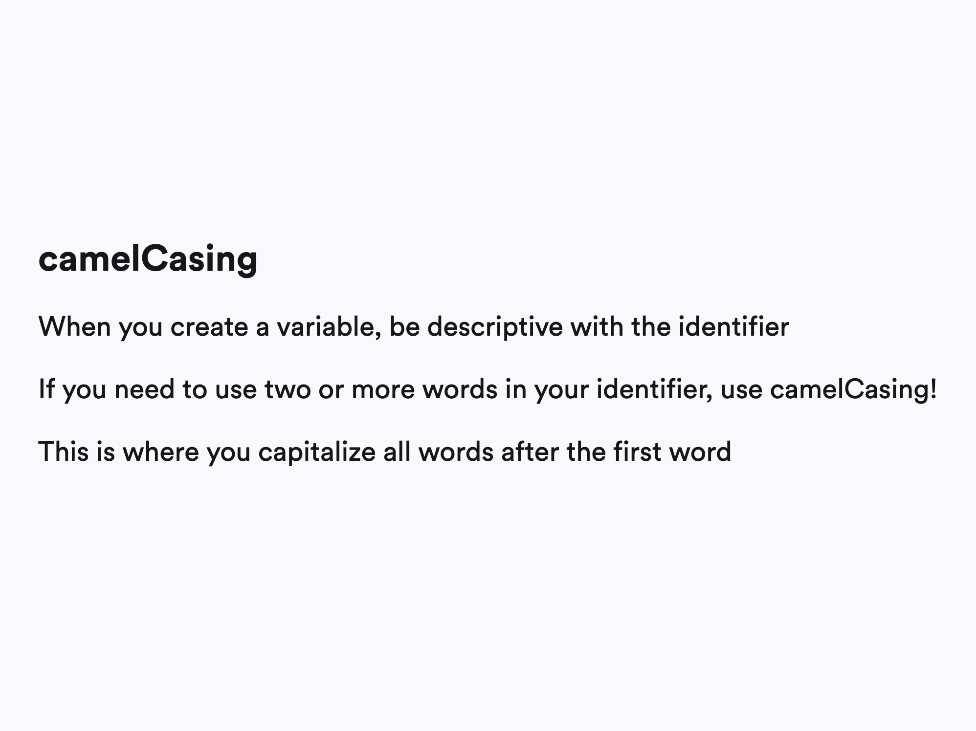 camelCasing
When you create a variable, be descriptive with the identifier
If you need to use two or more words in your identifier, use camelCasing!
This is where you capitalize all words after the first word